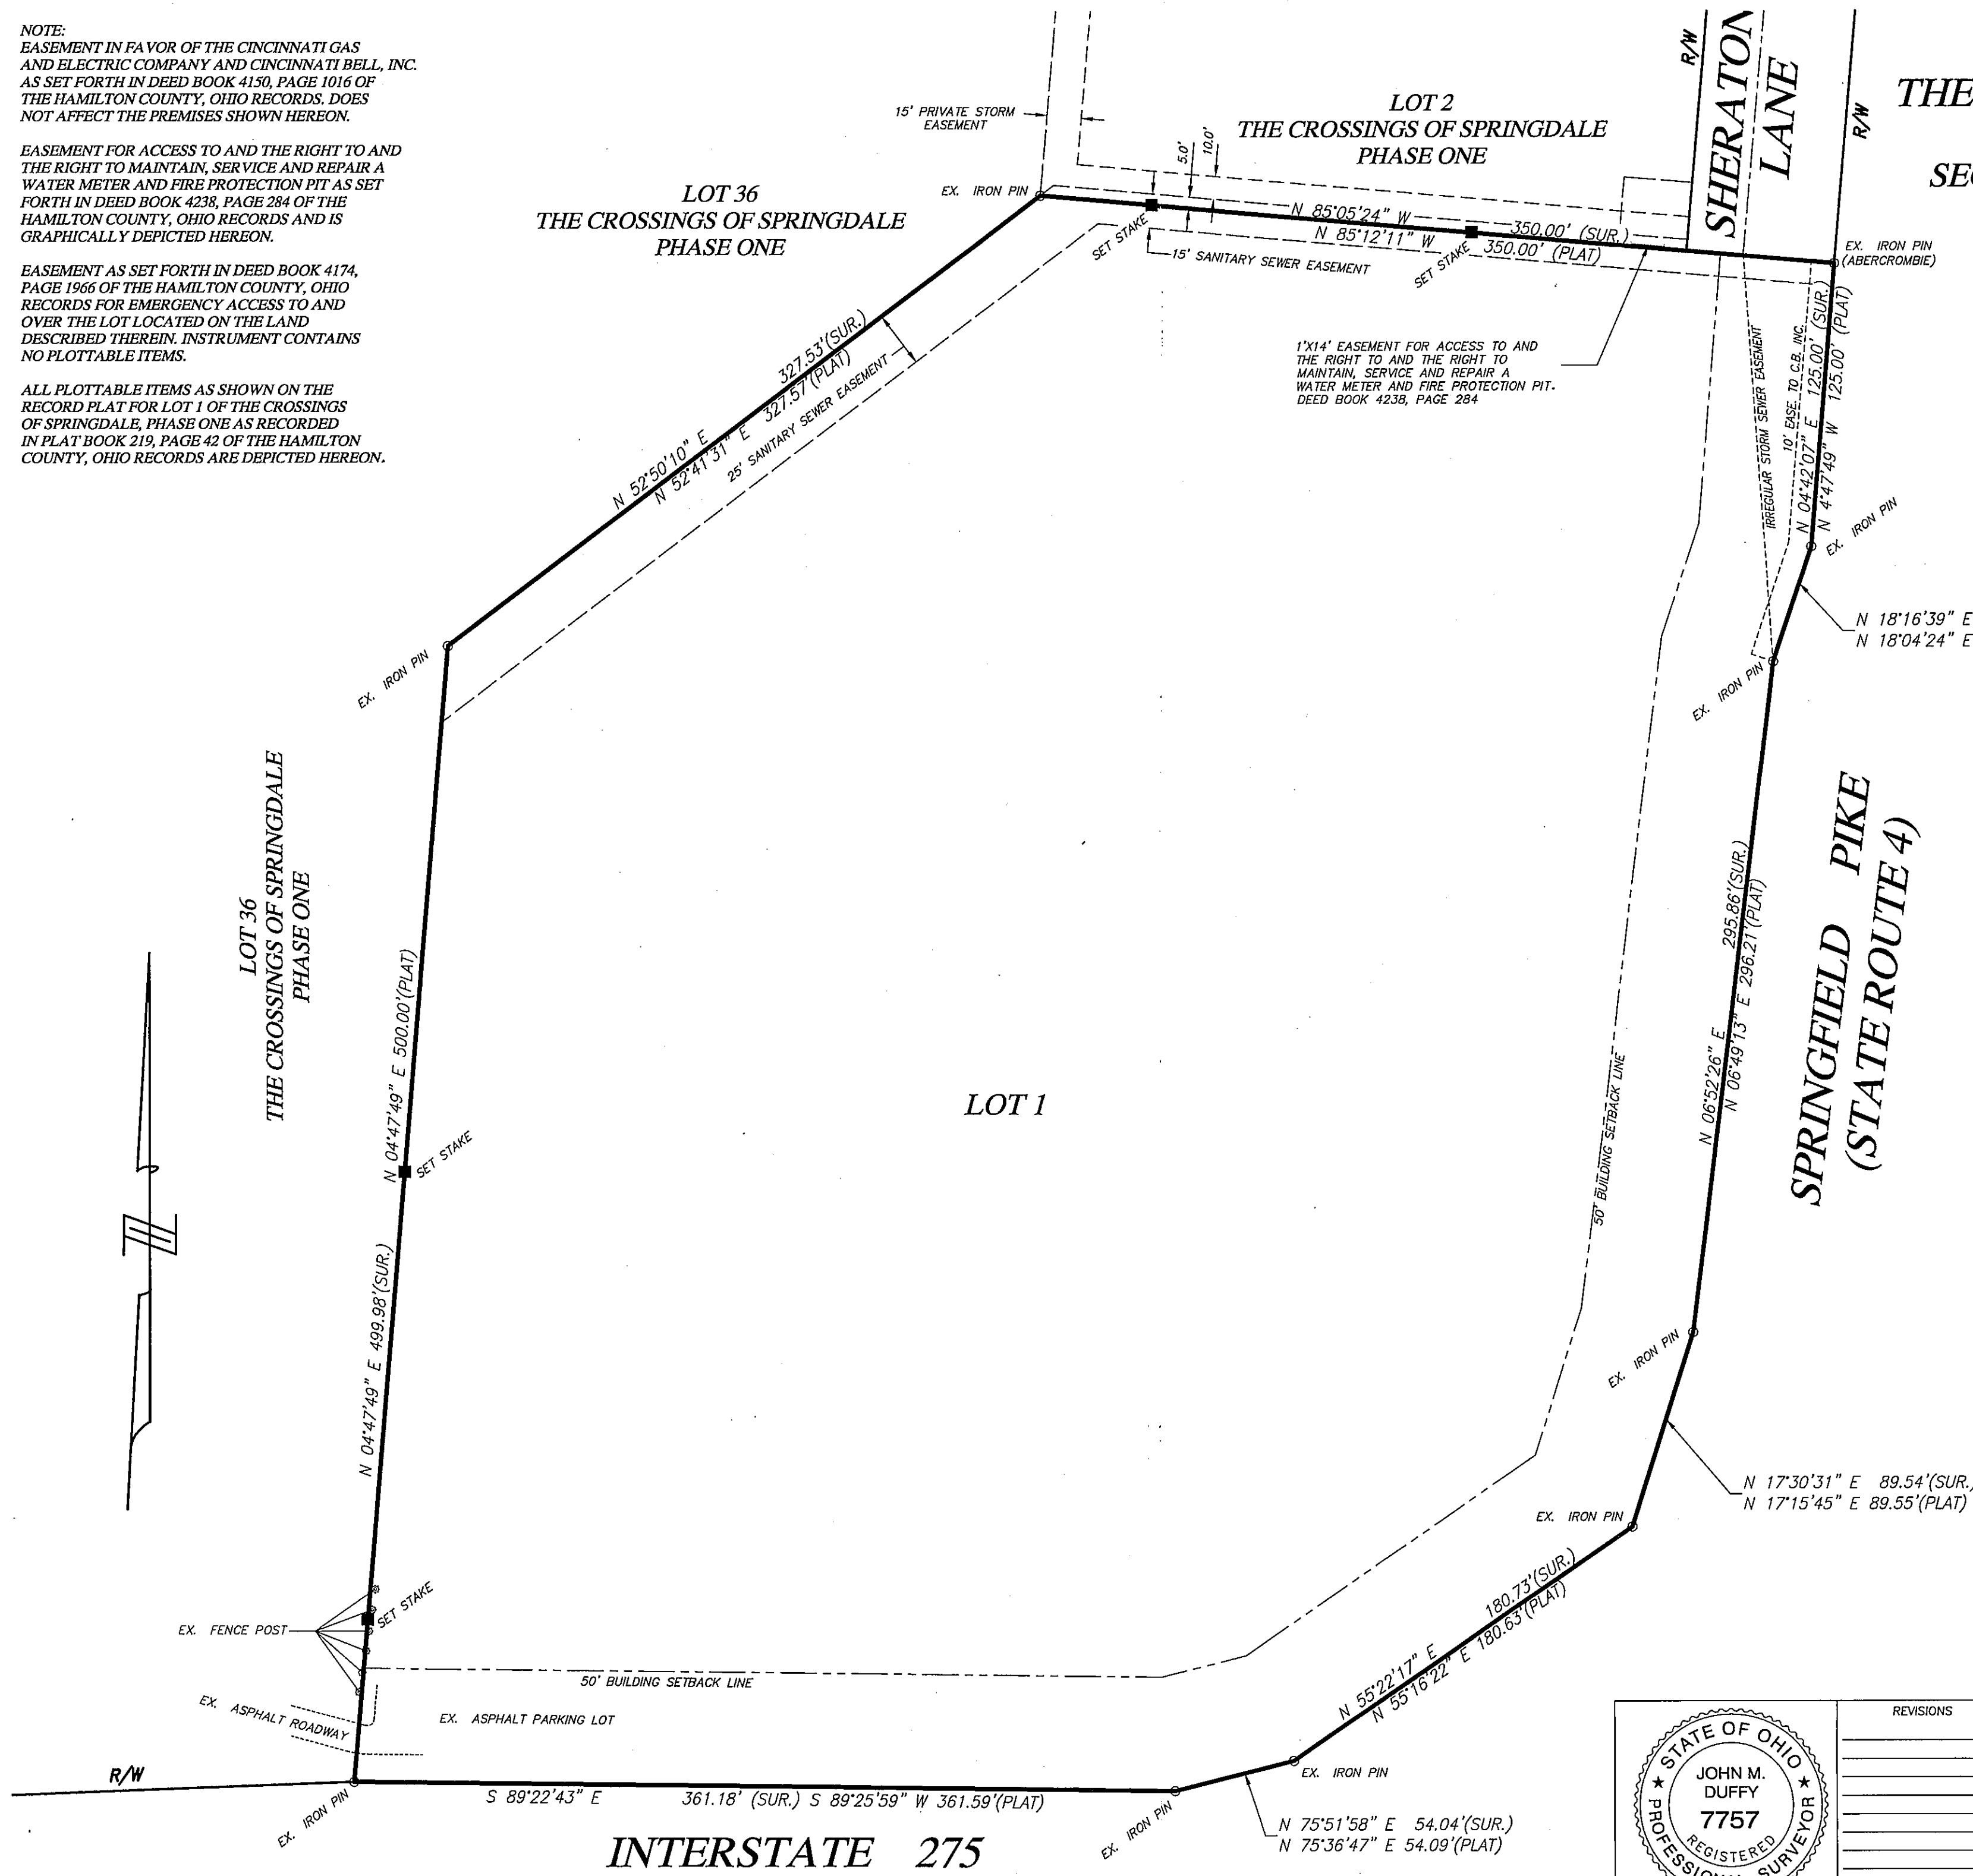 NOTE:
EASEMENT IN FAVOR OF THE CINCINNATI GAS
AND ELECTRIC COMPANY AND CINCINNATI BELL, INC.
AS SET FORTH IN DEED BOOK 4150, PAGE 1016 OF
THE HAMILTON COUNTY, OHIO RECORDS. DOES
NOT AFFECT THE PREMISES SHOWN HEREON.
EASEMENT FOR ACCESS TO AND THE RIGHT TO AND
THE RIGHT TO MAINTAIN, SERVICE AND REPAIR A
WATER METER AND FIRE PROTECTION PIT AS SET
FORTH IN DEED BOOK 4238, PAGE 284 OF THE
HAMILTON COUNTY, OHIO RECORDS AND IS
GRAPHICALLY DEPICTED HEREON.
EASEMENT AS SET FORTH IN DEED BOOK 4174,
PAGE 1966 OF THE HAMILTON COUNTY, OHIO
RECORDS FOR EMERGENCY ACCESS TO AND
OVER THE LOT LOCATED ON THE LAND
DESCRIBED THEREIN. INSTRUMENT CONTAINS
NO PLOTTABLE ITEMS.
ALL PLOTTABLE ITEMS AS SHOWN ON THE
RECORD PLAT FOR LOT 1 OF THE CROSSINGS
OF SPRINGDALE, PHASE ONE AS RECORDED
IN PLAT BOOK 219, PAGE 42 OF THE HAMILTON
COUNTY, OHIO RECORDS ARE DEPICTED HEREON.
15' PRIVATE STORM
EASEMENT
LOT 2
THE CROSSINGS OF SPRINGDALE
PHASE ONE
5.0'
10.0'
R/W
SHERATON
LANE
R/W
THE
SE
LOT 36
THE CROSSINGS OF SPRINGDALE
PHASE ONE
EX. IRON PIN
SET STAKE
N 85°05'24" W 350.00' (SUR.)
N 85°12'11" W 350.00' (PLAT)
15' SANITARY SEWER EASEMENT
SET STAKE
EX. IRON PIN
(ABERCROMBIE)
1'X14' EASEMENT FOR ACCESS TO AND
THE RIGHT TO AND THE RIGHT TO
MAINTAIN, SERVICE AND REPAIR A
WATER METER AND FIRE PROTECTION PIT.
DEED BOOK 4238, PAGE 284
N 52°50'10" E 327.53'(SUR.)
N 52°41'31" E 327.57'(PLAT)
25' SANITARY SEWER EASEMENT
IRREGULAR STORM SEWER EASEMENT
10' EASE. TO C.B. INC.
N 04°42'07" E 125.00' (SUR.)
N 4°47'49" W 125.00' (PLAT)
EX. IRON PIN
N 18°16'39" E
N 18°04'24" E
EX. IRON PIN
EX. IRON PIN
LOT 36
THE CROSSINGS OF SPRINGDALE
PHASE ONE
N 04°47'49" E 500.00'(PLAT)
SET STAKE
N 04°47'49" E 499.98'(SUR.)
LOT 1
50' BUILDING SETBACK LINE
N 06°52'26" E 295.86'(SUR.)
N 06°49'13" E 296.21'(PLAT)
SPRINGFIELD PIKE
(STATE ROUTE 4)
EX. IRON PIN
N 17°30'31" E 89.54'(SUR.)
N 17°15'45" E 89.55'(PLAT)
EX. IRON PIN
N 55°22'17" E 180.73'(SUR.)
N 55°16'22" E 180.63'(PLAT)
SET STAKE
EX. FENCE POST
50' BUILDING SETBACK LINE
EX. ASPHALT ROADWAY
EX. ASPHALT PARKING LOT
R/W
EX. IRON PIN
S 89°22'43" E 361.18' (SUR.) S 89°25'59" W 361.59'(PLAT)
EX. IRON PIN
EX. IRON PIN
N 75°51'58" E 54.04'(SUR.)
N 75°36'47" E 54.09'(PLAT)
INTERSTATE 275
STATE OF OHIO
JOHN M.
DUFFY
7757
REGISTERED
PROFESSIONAL SURVEYOR
REVISIONS